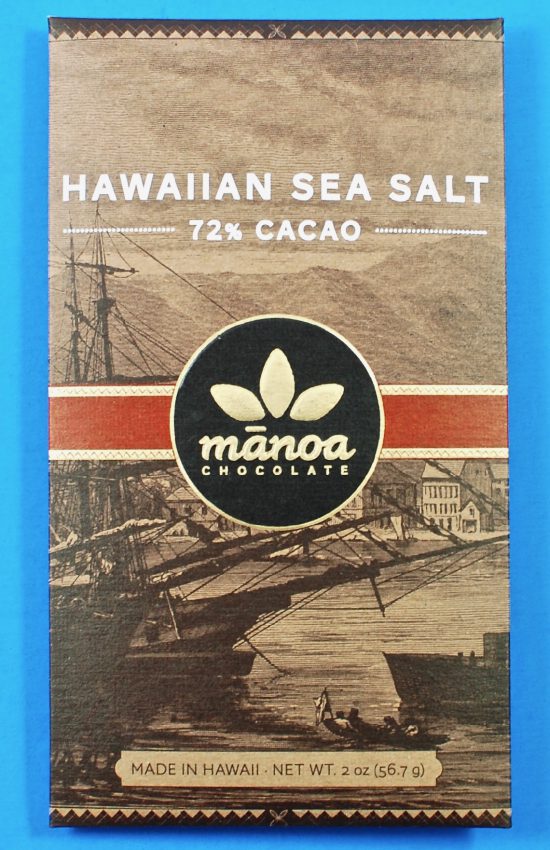 HAWAIIAN SEA SALT
72% CACAO
mānoa
CHOCOLATE
MADE IN HAWAII · NET WT. 2 oz (56.7 g)